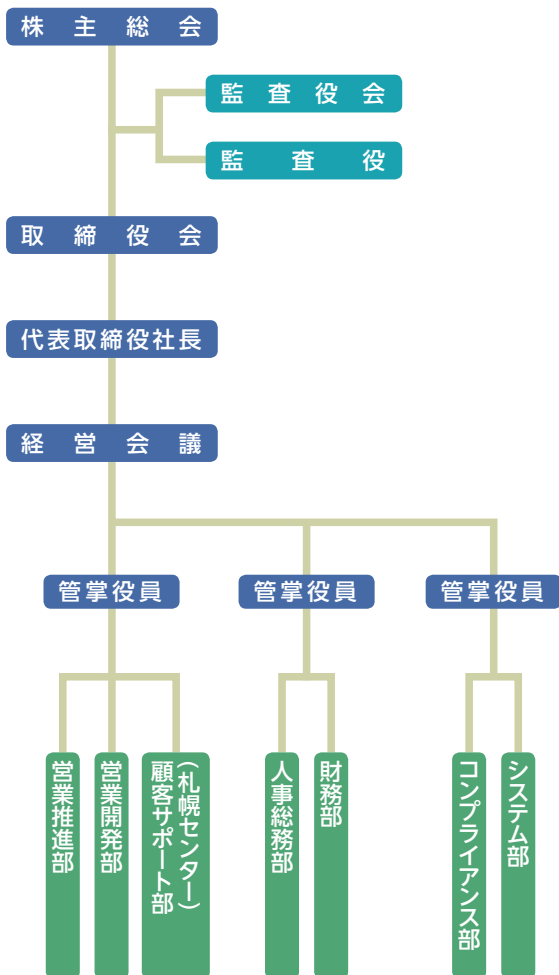 株主総会
監査役会
監査役
取締役会
代表取締役社長
経営会議
管掌役員
管掌役員
管掌役員
営業推進部
営業開発部
顧客サポート部
（札幌センター）
人事総務部
財務部
コンプライアンス部
システム部